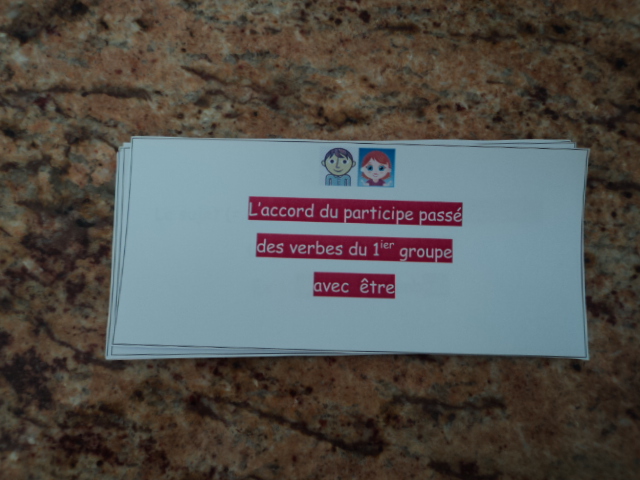 L'accord du participe passé
des verbes du 1ier groupe
avec être